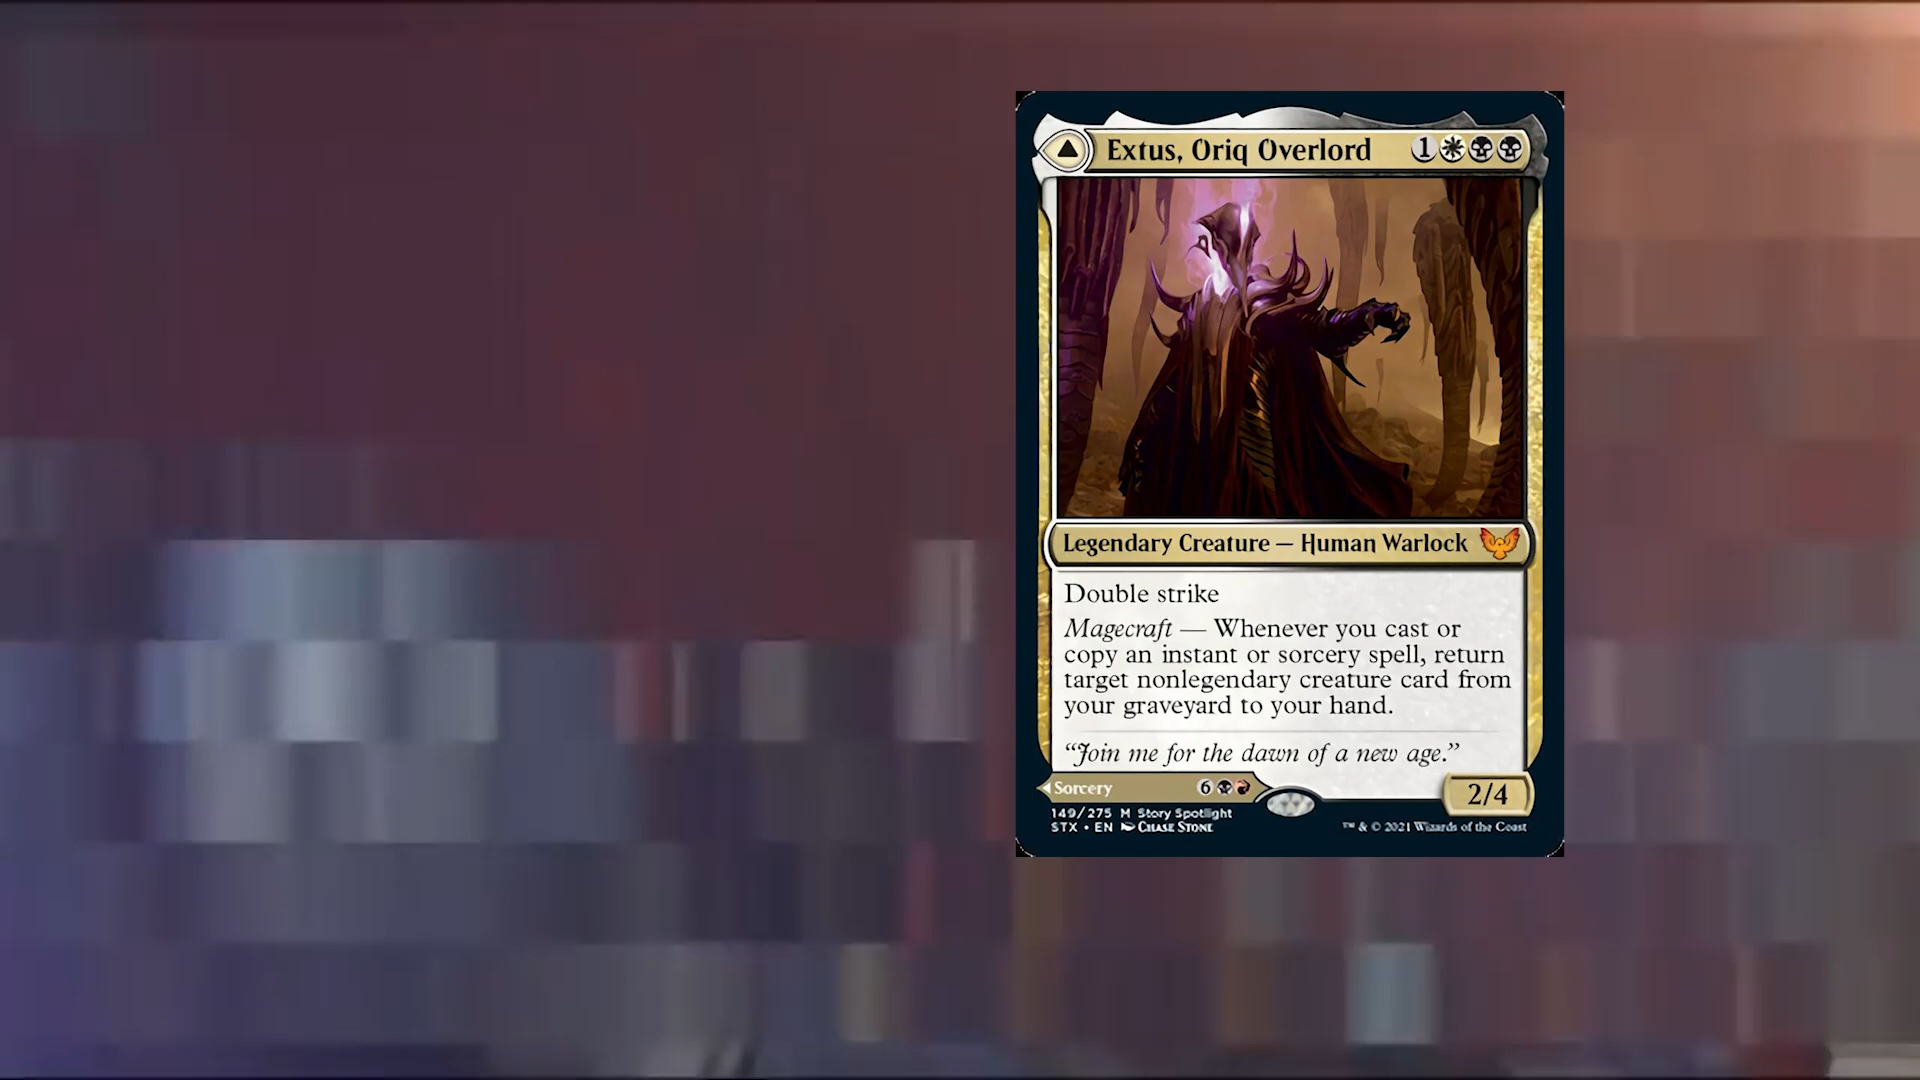 Extus, Oriq Overlord 1
Legendary Creature — Human Warlock
Double strike
Magecraft — Whenever you cast or
copy an instant or sorcery spell, return
target nonlegendary creature card from
your graveyard to your hand.
“Join me for the dawn of a new age.”
Sorcery 6
2/4
149/275 M Story Spotlight
STX • EN Chase Stone
™ & © 2021 Wizards of the Coast